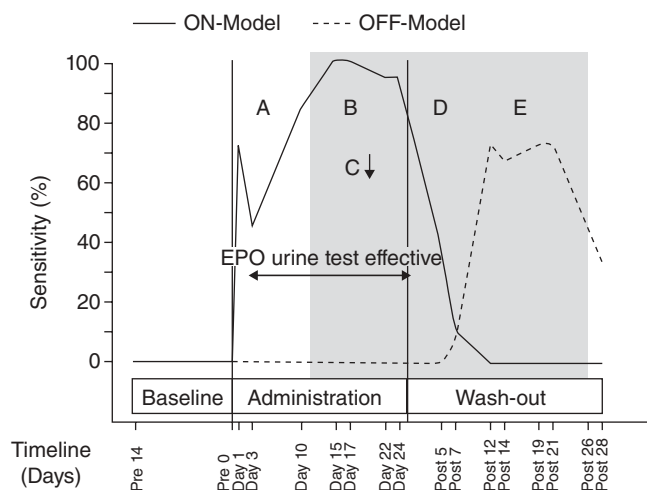 ON-Model OFF-Model
100
80
60
40
20
0
Sensitivity (%)
A B D E
C
EPO urine test effective
Baseline Administration Wash-out
Timeline
(Days)
Pre 14
Pre 0
Day 1
Day 3
Day 10
Day 15
Day 17
Day 22
Day 24
Post 5
Post 7
Post 12
Post 14
Post 19
Post 21
Post 26
Post 28